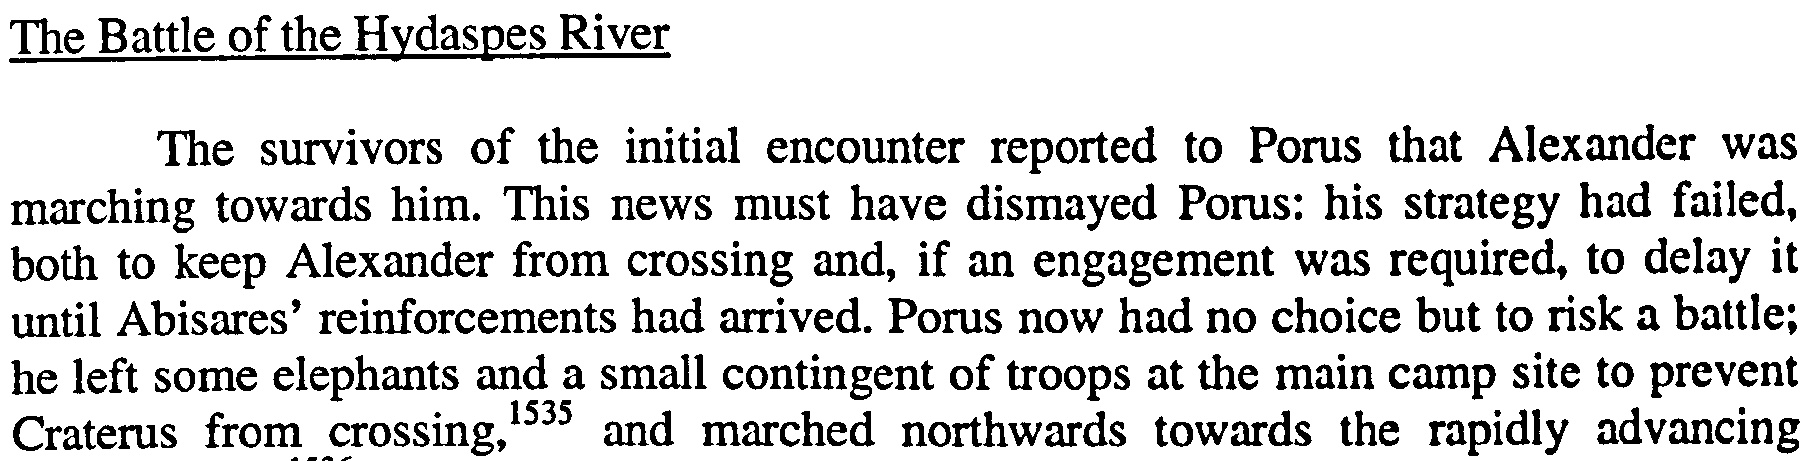 The Battle of the Hydaspes River
The survivors of the initial encounter reported to Porus that Alexander was
marching towards him. This news must have dismayed Porus: his strategy had failed,
both to keep Alexander from crossing and, if an engagement was required, to delay it
until Abisares' reinforcements had arrived. Porus now had no choice but to risk a battle;
he left some elephants and a small contingent of troops at the main camp site to prevent
Craterus from crossing,1535 and marched northwards towards the rapidly advancing